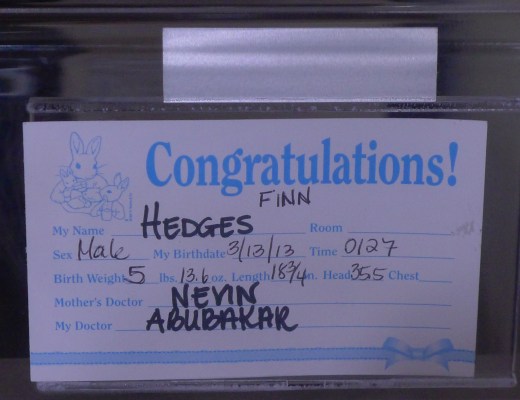 Congratulations!
FINN
My Name HEDGES Room
Sex Male My Birthdate 3/13/13 Time 0127
Birth Weight 5 lbs. 13.6 oz. Length 18 3/4 in. Head 35.5 Chest
Mother's Doctor NEVIN
My Doctor ABUBAKAR